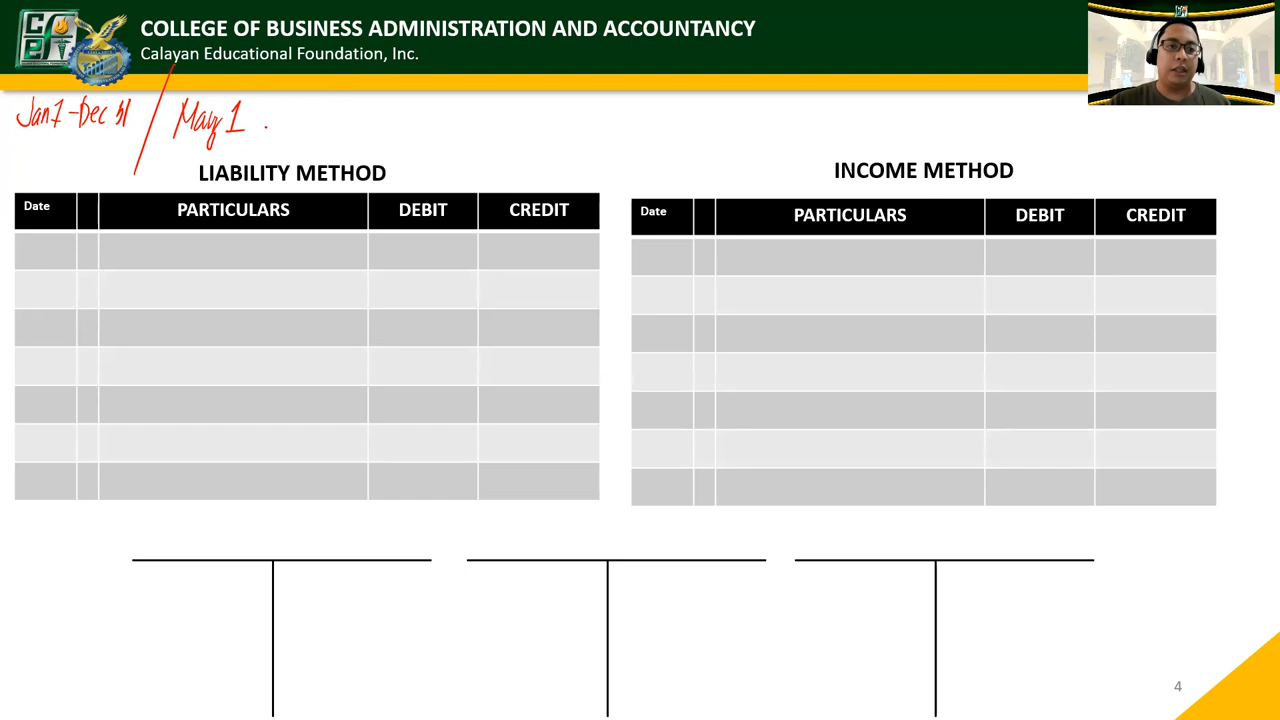 COLLEGE OF BUSINESS ADMINISTRATION AND ACCOUNTANCY
Calayan Educational Foundation, Inc.
Jan 1 - Dec 31 / May 1 .
LIABILITY METHOD
Date PARTICULARS DEBIT CREDIT
INCOME METHOD
Date PARTICULARS DEBIT CREDIT
4